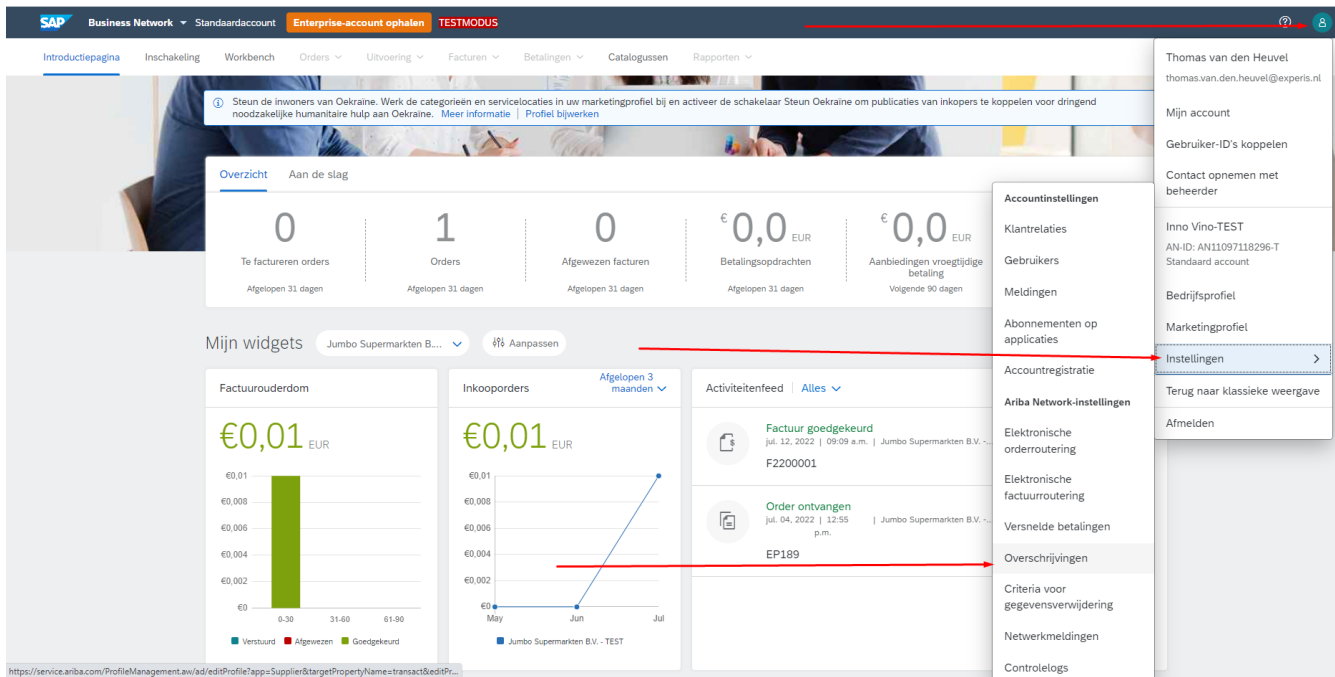 SAP Business Network Standaardaccount Enterprise-account ophalen TESTMODUS
Introductiepagina Inschakeling Workbench Orders Uitvoering Facturen Betalingen Catalogussen Rapporten
Steun de inwoners van Oekraïne. Werk de categorieën en servicelocaties in uw marketingprofiel bij en activeer de schakelaar Steun Oekraine om publicaties van inkopers te koppelen voor dringend
noodzakelijke humanitaire hulp aan Oekraïne. Meer informatie | Profiel bijwerken
Overzicht Aan de slag
0
Te factureren orders
Afgelopen 31 dagen
1
Orders
Afgelopen 31 dagen
0
Afgewezen facturen
Afgelopen 31 dagen
€ 0,0 EUR
Betalingsopdrachten
Afgelopen 31 dagen
€ 0,0 EUR
Aanbiedingen vroegtijdige
betaling
Volgende 90 dagen
Mijn widgets Jumbo Supermarkten B.... Aanpassen
Factuurouderdom
€0,01 EUR
€0,01
€0,008
€0,006
€0,004
€0,002
€0
0-30 31-60 61-90
Verstuurd Afgewezen Goedgekeurd
Inkooporders
Afgelopen 3
maanden
€0,01 EUR
€0,01
€0,008
€0,006
€0,004
€0,002
€0
May Jun Jul
Jumbo Supermarkten B.V. - TEST
Activiteitenfeed Alles
Factuur goedgekeurd
jul. 12, 2022 | 09:09 a.m. | Jumbo Supermarkten B.V. -...
F2200001
Order ontvangen
jul. 04, 2022 | 12:55 | Jumbo Supermarkten B.V. -...
p.m.
EP189
Accountinstellingen
Klantrelaties
Gebruikers
Meldingen
Abonnementen op
applicaties
Accountregistratie
Ariba Network-instellingen
Elektronische
orderroutering
Elektronische
factuurroutering
Versnelde betalingen
Overschrijvingen
Criteria voor
gegevensverwijdering
Netwerkmeldingen
Controlelogs
Thomas van den Heuvel
thomas.van.den.heuvel@experis.nl
Mijn account
Gebruiker-ID's koppelen
Contact opnemen met
beheerder
Inno Vino-TEST
AN-ID: AN11097118296-T
Standaard account
Bedrijfsprofiel
Marketingprofiel
Instellingen
Terug naar klassieke weergave
Afmelden
https://service.ariba.com/ProfileManagement.aw/ad/editProfile?app=Supplier&targetPropertyName=transact&editPr...